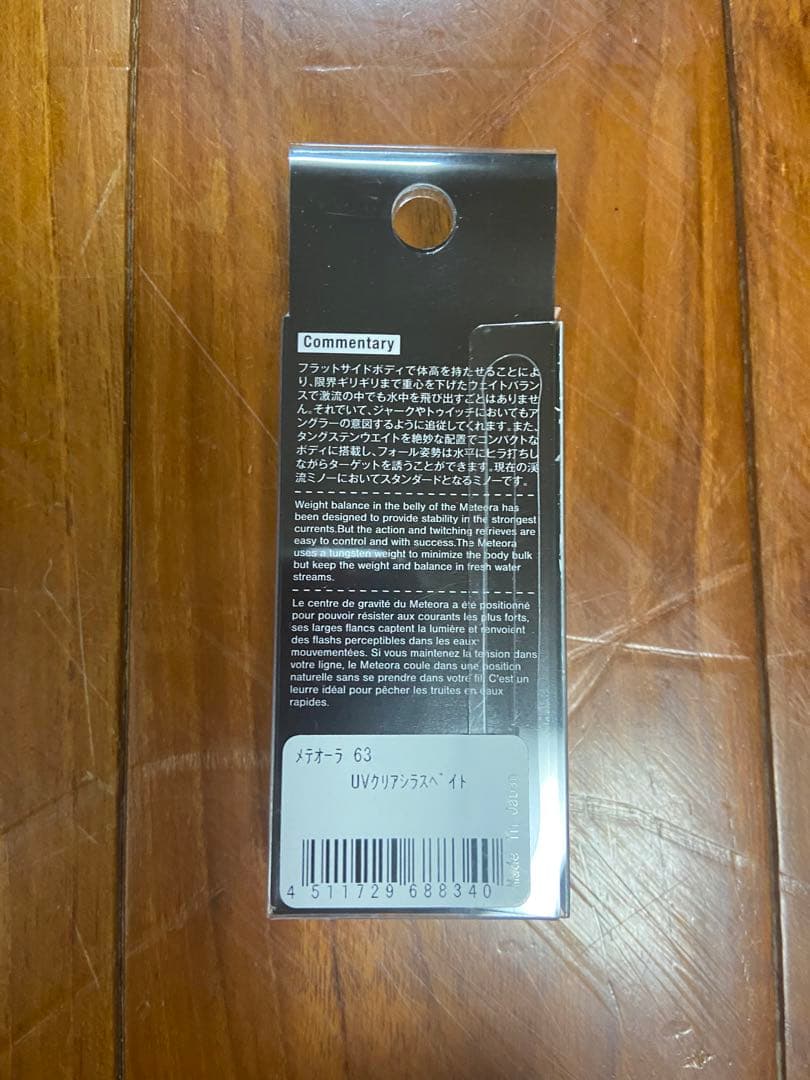 Commentary
フラットサイドボディで体高を持たせることによ
り、限界ギリギリまで重心を下げたウェイトバラン
スで激流の中でも水中を飛び出すことはありませ
ん。それでいて、ジャークやトゥイッチにおいてもア
ングラーの意図するように追従してくれます。また、
タングステンウエイトを絶妙な配置でコンパクトな
ボディに搭載し、フォール姿勢は水平にヒラ打ちし
ながらターゲットを誘うことができます。現在の渓
流ミノーにおいてスタンダードとなるミノーです。
Weight balance in the belly of the Meteora has
been designed to provide stability in the strongest
currents.But the action and twitching retrieves are
easy to control and with success.The Meteora
uses a tungsten weight to minimize the body bulk
but keep the weight and balance in fresh water
streams.
Le centre de gravité du Meteora a été positionné
pour pouvoir résister aux courants les plus forts,
ses larges flancs captent la lumière et renvoient
des flashs perceptibles dans les eaux
mouvementées. Si vous maintenez la tension dans
votre ligne, le Meteora coule dans une position
naturelle sans se prendre dans votre fil. C'est un
leurre idéal pour pêcher les truites en eaux
rapides.
ﾒﾃｵｰﾗ 63
UVｸﾘｱｼﾗｽﾍﾞｲﾄ
Made in Japan
4 511729 688340